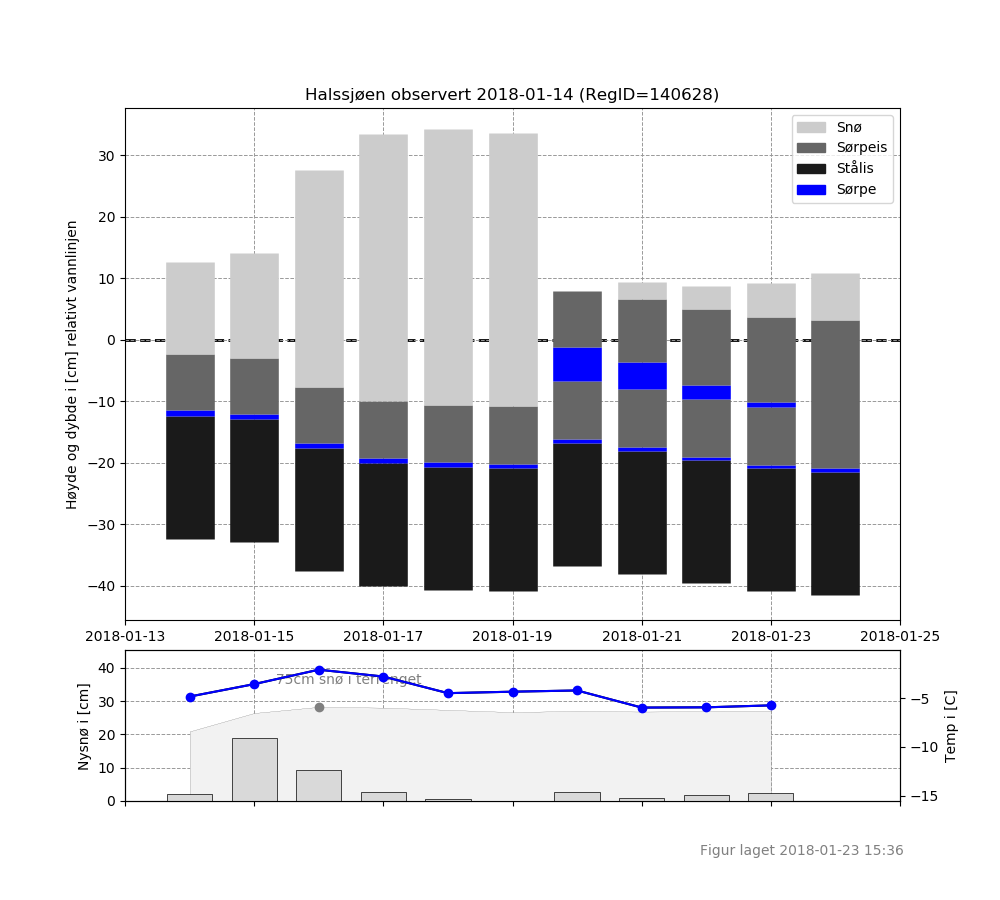 Halssjøen observert 2018-01-14 (RegID=140628)
Høyde og dybde i [cm] relativt vannlinjen
30
20
10
0
−10
−20
−30
−40
Snø
Sørpeis
Stålis
Sørpe
2018-01-13 2018-01-15 2018-01-17 2018-01-19 2018-01-21 2018-01-23 2018-01-25
Nysnø i [cm]
40
30
20
10
0
75cm snø i terrenget
−5
−10
−15
Temp i [C]
Figur laget 2018-01-23 15:36